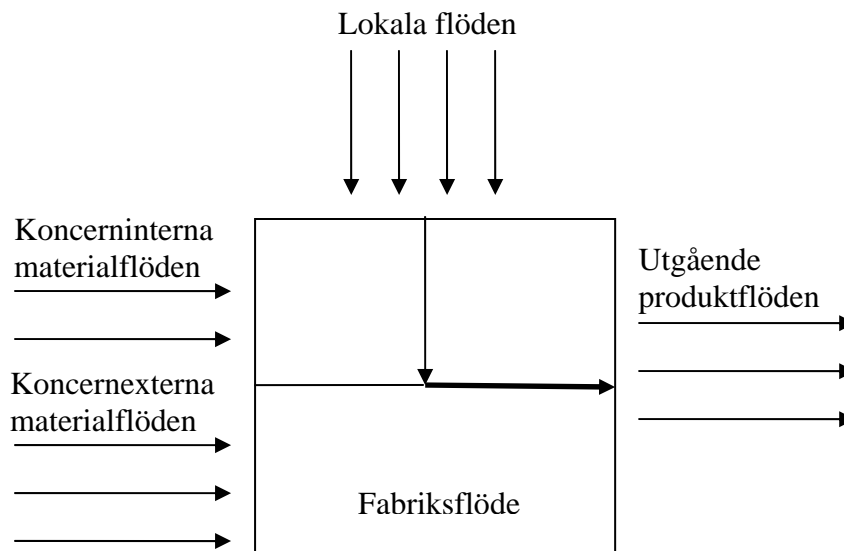 Lokala flöden
Koncerninterna
materialflöden
Utgående
produktflöden
Koncernexterna
materialflöden
Fabriksflöde